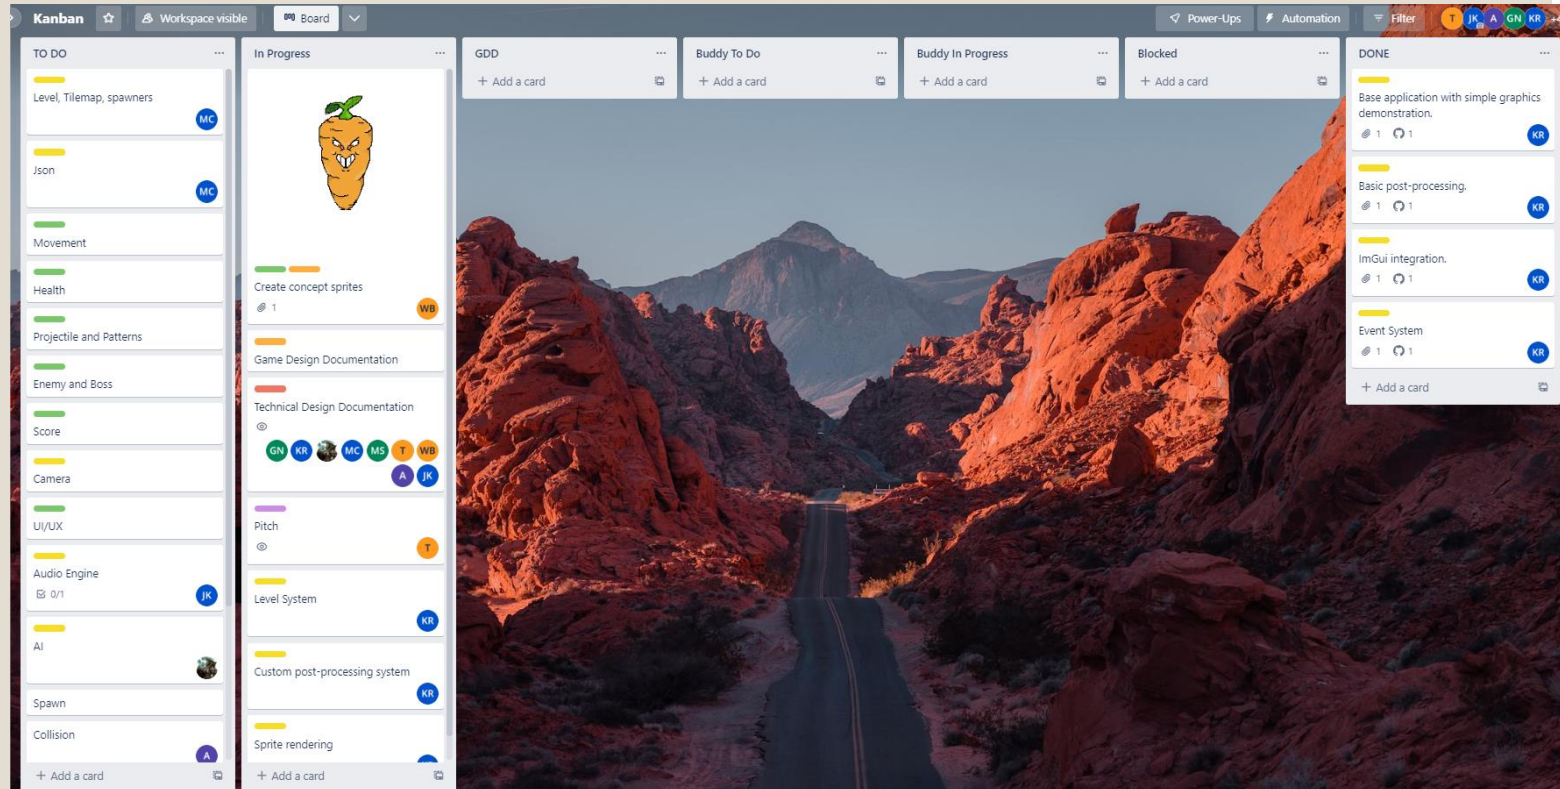 Kanban
Workspace visible
Board
Power-Ups
Automation
Filter
T
JK
A
GN
KR
TO DO
Level, Tilemap, spawners
MC
Json
MC
Movement
Health
Projectile and Patterns
Enemy and Boss
Score
Camera
UI/UX
Audio Engine
0/1
JK
AI
Spawn
Collision
A
+ Add a card
In Progress
Create concept sprites
1
WB
Game Design Documentation
Technical Design Documentation
GN KR MC MS T WB
A JK
Pitch
T
Level System
KR
Custom post-processing system
KR
Sprite rendering
+ Add a card
GDD
+ Add a card
Buddy To Do
+ Add a card
Buddy In Progress
+ Add a card
Blocked
+ Add a card
DONE
Base application with simple graphics
demonstration.
1 1
KR
Basic post-processing.
1 1
KR
ImGui integration.
1 1
KR
Event System
1 1
KR
+ Add a card